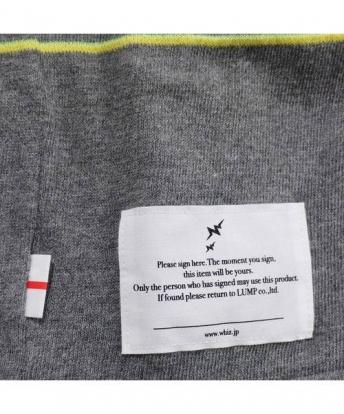 Please sign here. The moment you sign,
this item will be yours.
Only the person who has signed may use this product.
If found please return to LUMP co.,ltd.
www.whiz.jp